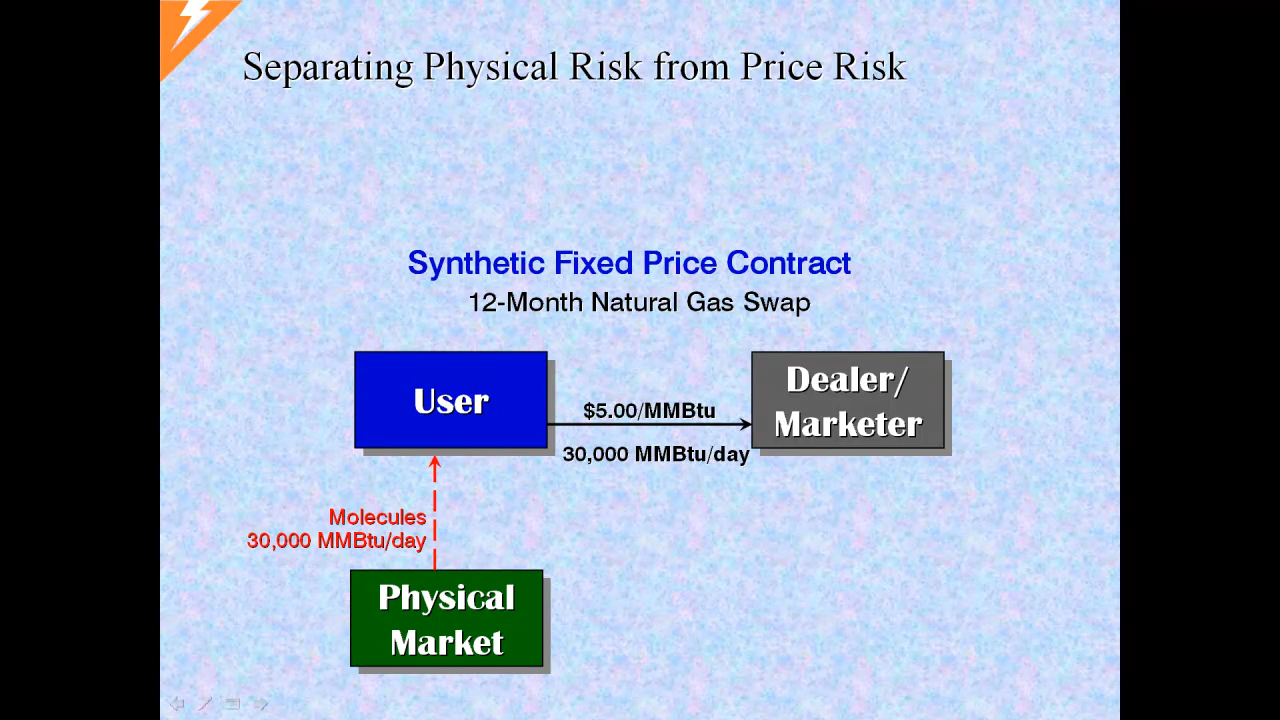 Separating Physical Risk from Price Risk
Synthetic Fixed Price Contract
12-Month Natural Gas Swap
User
$5.00/MMBtu
30,000 MMBtu/day
Dealer/
Marketer
Molecules
30,000 MMBtu/day
Physical
Market